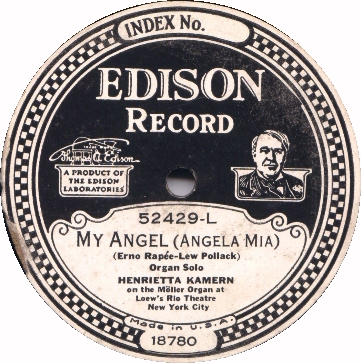 INDEX No.
EDISON
RECORD
TRADE MARK
Thomas A. Edison
A PRODUCT OF
THE EDISON
LABORATORIES
52429-L
MY ANGEL (ANGELA MIA)
(Erno Rapée-Lew Pollack)
Organ Solo
HENRIETTA KAMERN
on the Möller Organ at
Loew's Rio Theatre
New York City
Made in U.S.A.
18780